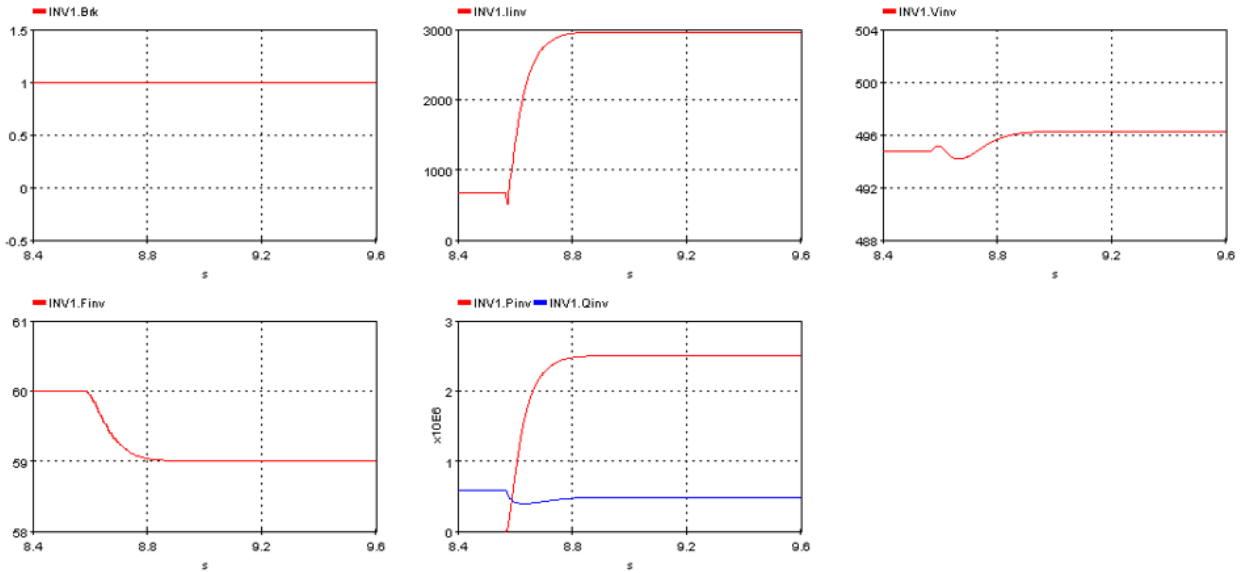 INV1.Brk
1.5
1
0.5
0
-0.5
8.4 8.8 9.2 9.6
s
INV1.Iinv
3000
2000
1000
0
8.4 8.8 9.2 9.6
s
INV1.Vinv
504
500
496
492
488
8.4 8.8 9.2 9.6
s
INV1.Finv
61
60
59
58
8.4 8.8 9.2 9.6
s
INV1.Pinv INV1.Qinv
3
2
1
0
x10E6
8.4 8.8 9.2 9.6
s